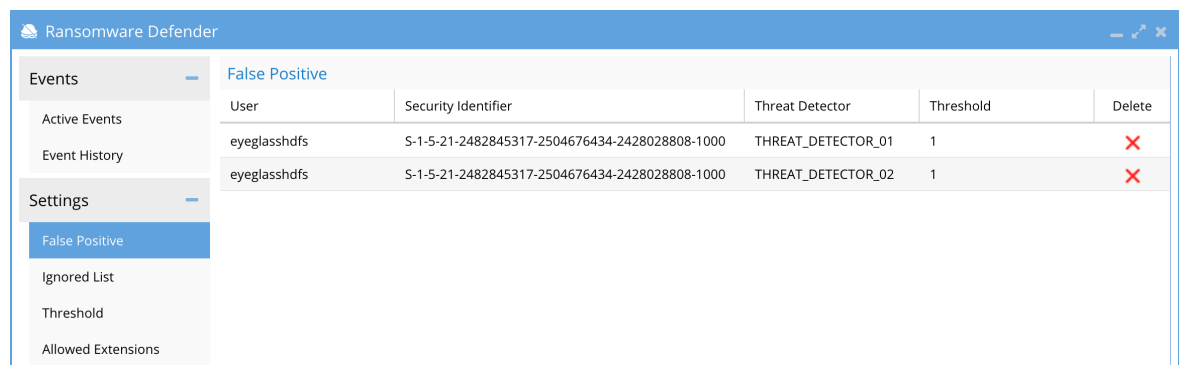 Ransomware Defender
Events
Active Events
Event History
Settings
False Positive
Ignored List
Threshold
Allowed Extensions
False Positive
User Security Identifier Threat Detector Threshold Delete
eyeglasshdfs S-1-5-21-2482845317-2504676434-2428028808-1000 THREAT_DETECTOR_01 1
eyeglasshdfs S-1-5-21-2482845317-2504676434-2428028808-1000 THREAT_DETECTOR_02 1